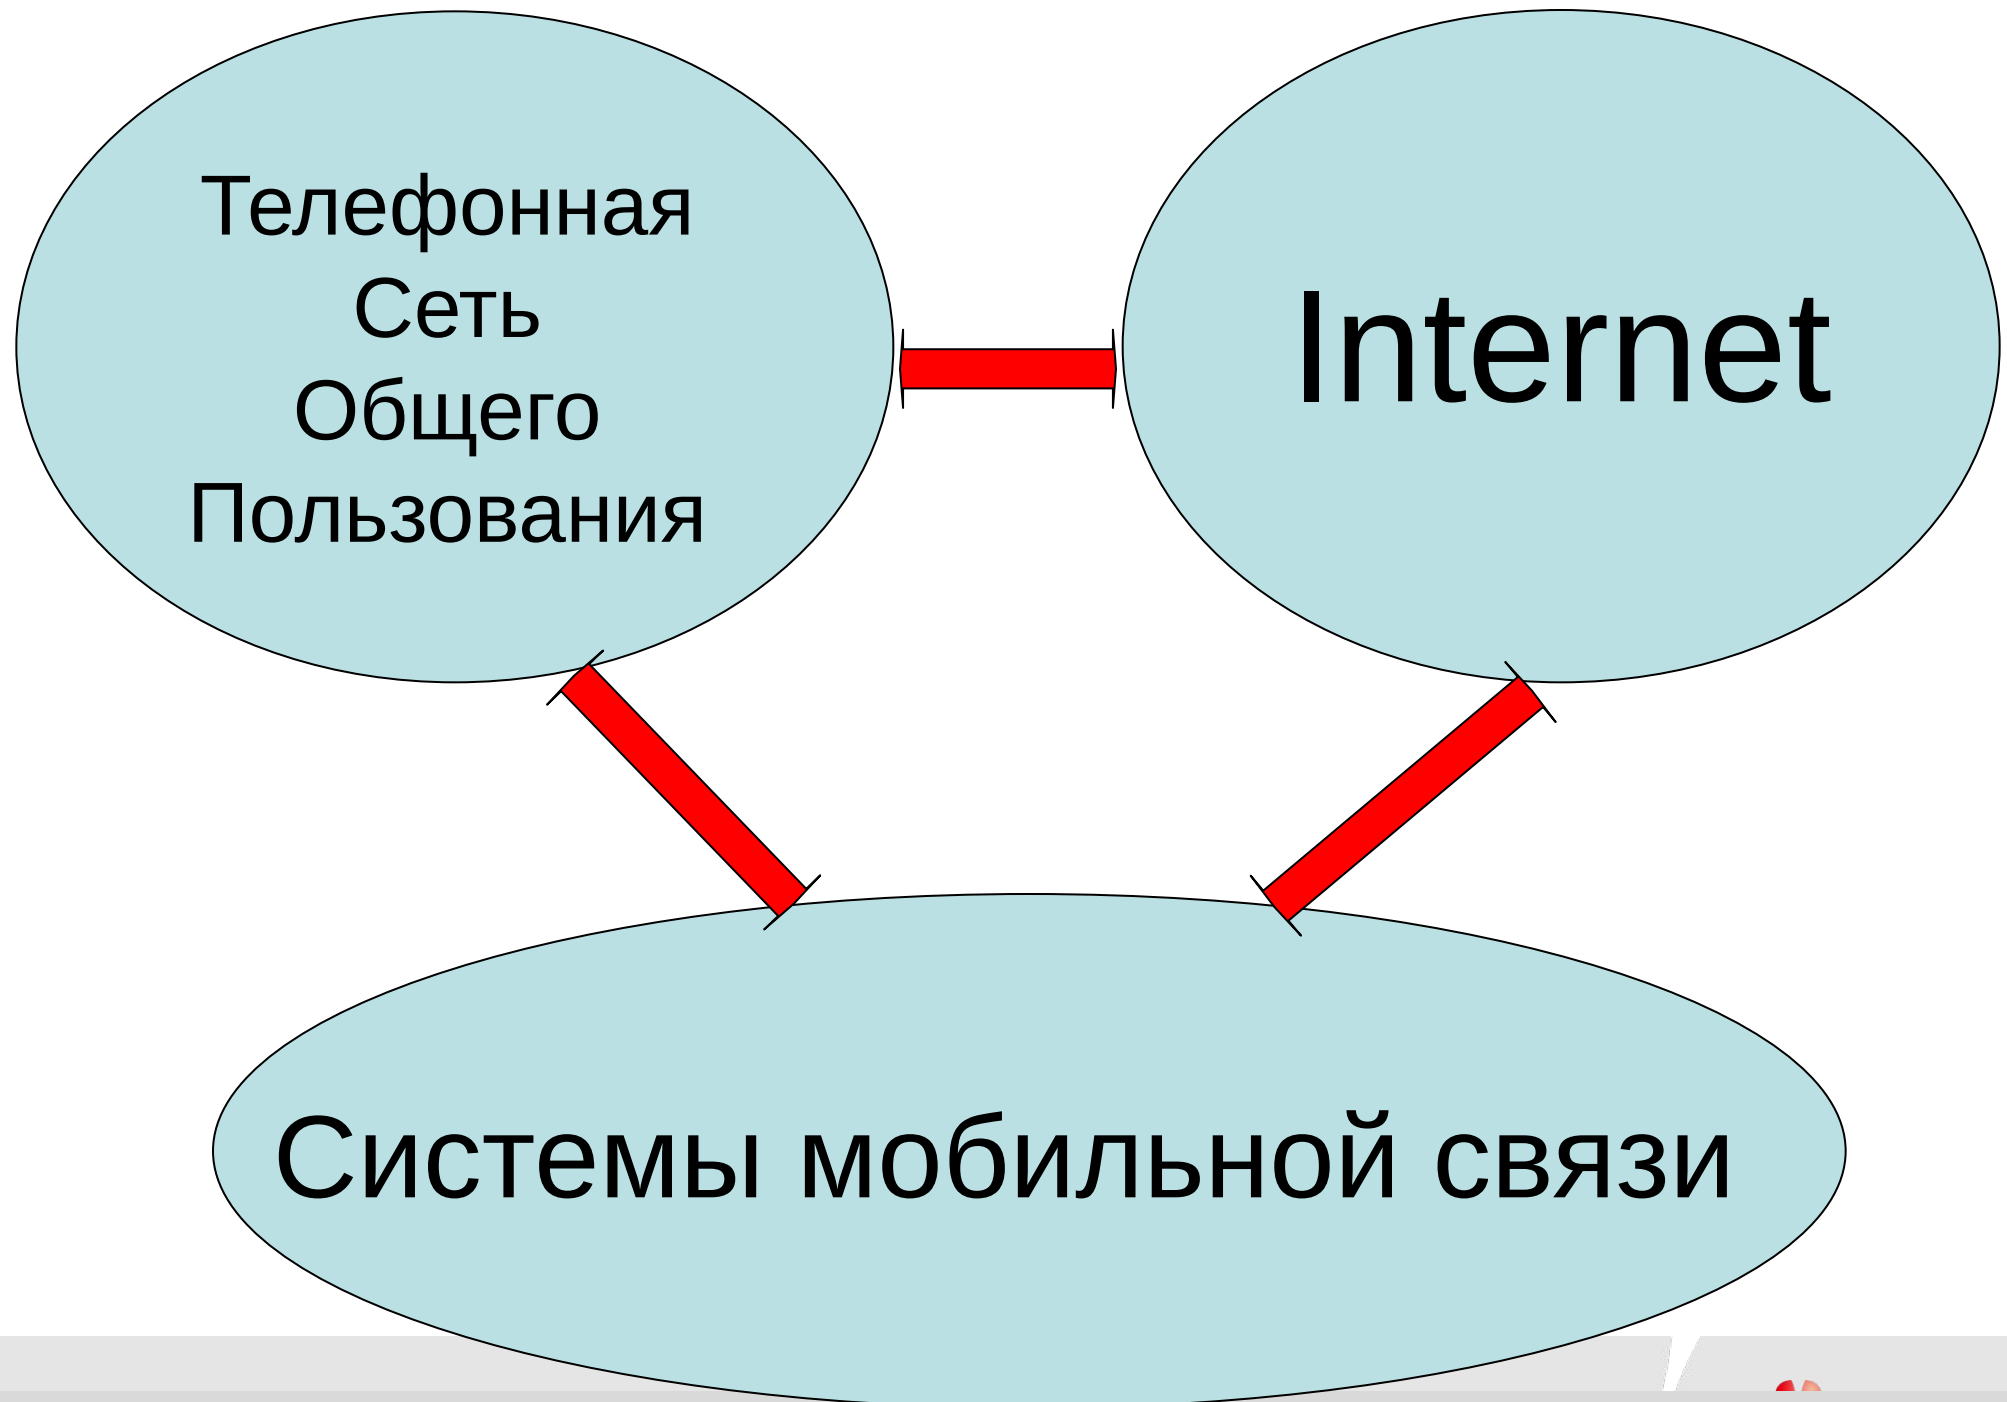 Телефонная
Сеть
Общего
Пользования
Internet
Системы мобильной связи